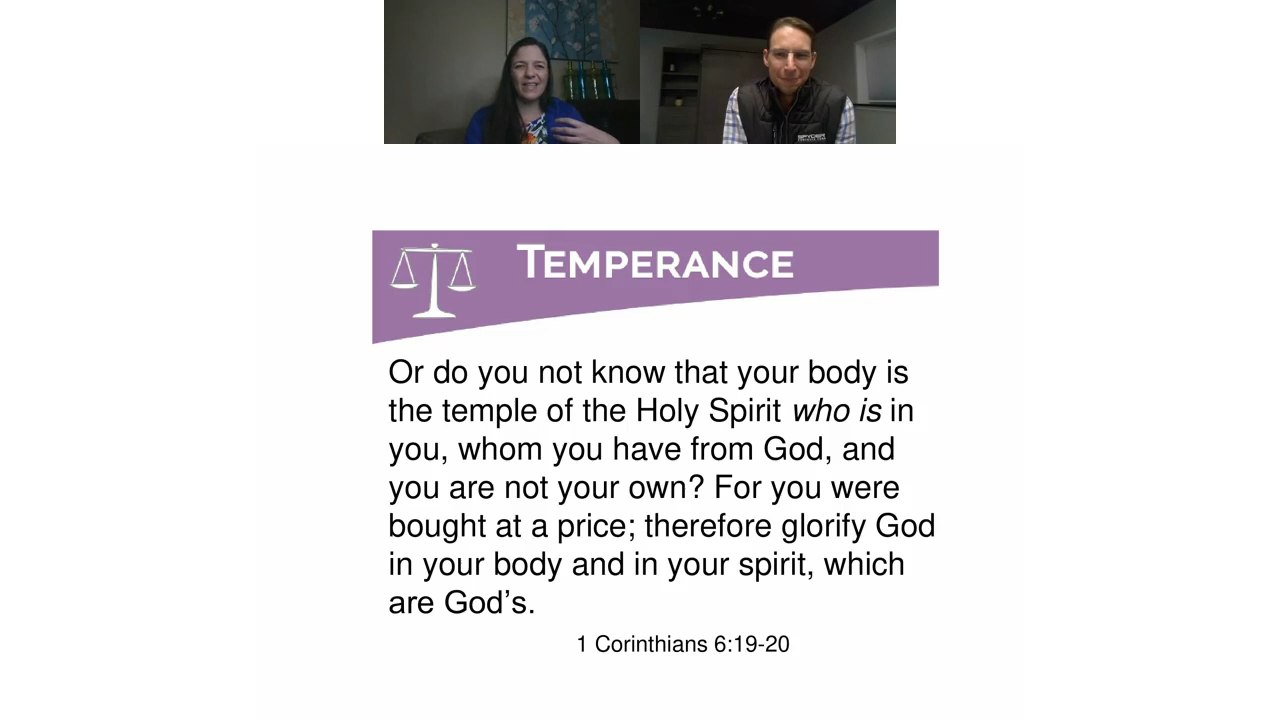 SPYDER
TEMPERANCE
Or do you not know that your body is
the temple of the Holy Spirit who is in
you, whom you have from God, and
you are not your own? For you were
bought at a price; therefore glorify God
in your body and in your spirit, which
are God’s.
1 Corinthians 6:19-20